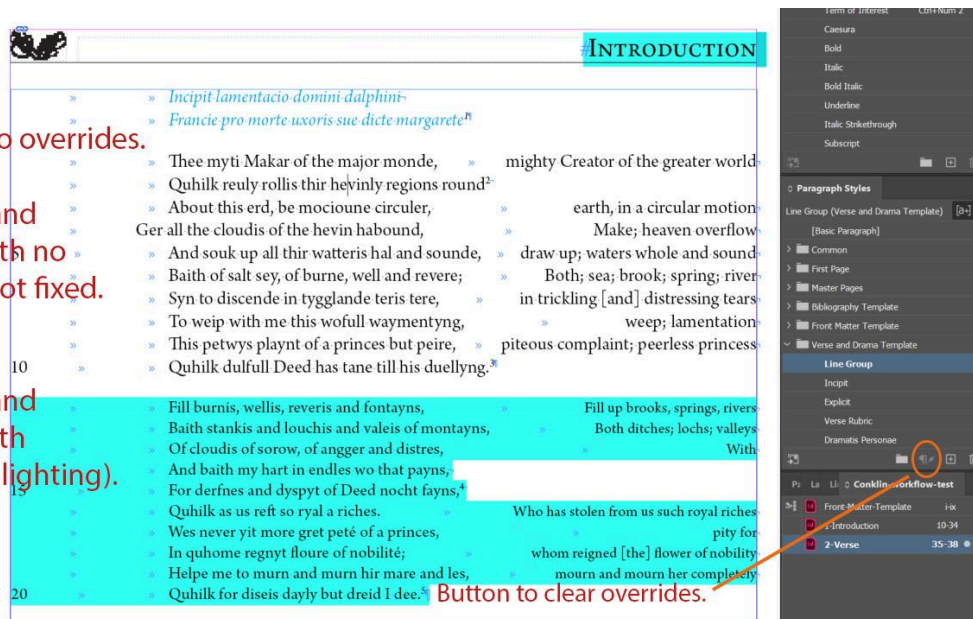 INTRODUCTION
Incipit lamentacio domini dalphini
Francie pro morte uxoris sue dicte margarete1
o overrides.
Thee myti Makar of the major monde, mighty Creator of the greater world
Quhilk reuly rollis thir hevinly regions round2
and
About this erd, be mocioune circuler, earth, in a circular motion
Ger all the cloudis of the hevin habound, Make; heaven overflow
th no
5 And souk up all thir watteris hal and sounde, draw up; waters whole and sound
Baith of salt sey, of burne, well and revere; Both; sea; brook; spring; river
ot fixed.
Syn to discende in tygglande teris tere, in trickling [and] distressing tears
To weip with me this wofull waymentyng, weep; lamentation
This petwys playnt of a princes but peire, piteous complaint; peerless princess
10 Quhilk dulfull Deed has tane till his duellyng.3
and
Fill burnis, wellis, reveris and fontayns, Fill up brooks, springs, rivers
Baith stankis and louchis and valeis of montayns, Both ditches; lochs; valleys
th
Of cloudis of sorow, of angger and distres, With
And baith my hart in endles wo that payns,
lighting).
15 For derfnes and dyspyt of Deed nocht fayns,4
Quhilk as us reft so ryal a riches. Who has stolen from us such royal riches
Wes never yit more gret peté of a princes, pity for
In quhome regnyt floure of nobilité; whom reigned [the] flower of nobility
Helpe me to murn and murn hir mare and les, mourn and mourn her completely
20 Quhilk for diseis dayly but dreid I dee.5
Button to clear overrides.
Term of Interest Ctrl+Num 2
Caesura
Bold
Italic
Bold Italic
Underline
Italic Strikethrough
Subscript
Paragraph Styles
Line Group (Verse and Drama Template) [a+]
[Basic Paragraph]
Common
First Page
Master Pages
Bibliography Template
Front Matter Template
Verse and Drama Template
Line Group
Incipit
Explicit
Verse Rubric
Dramatis Personae
Pa La Li Conklin-workflow-test
Front-Matter-Template i-ix
1-Introduction 10-34
2-Verse 35-38